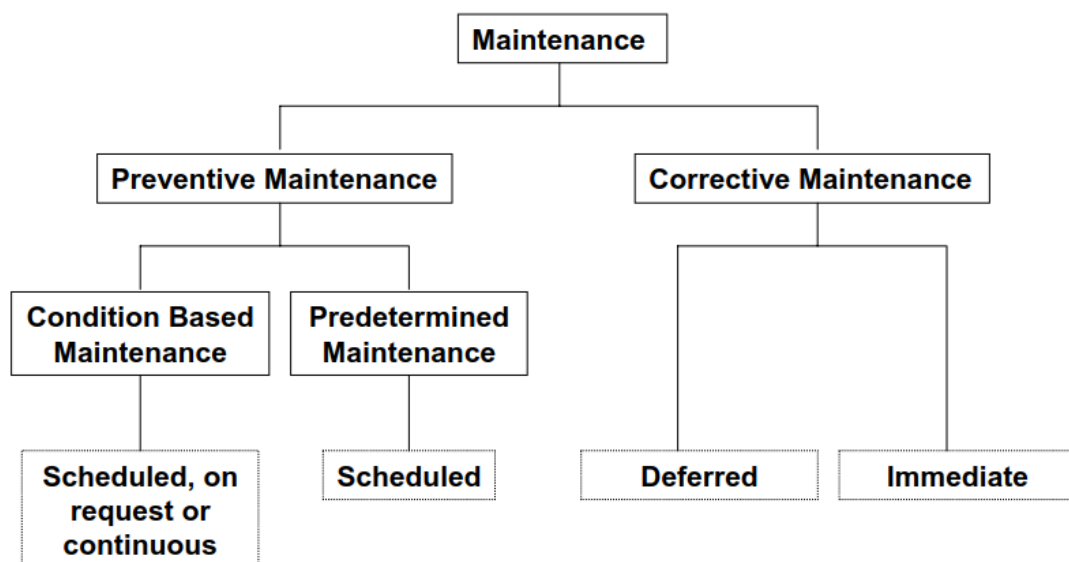 Maintenance
Preventive Maintenance
Corrective Maintenance
Condition Based
Maintenance
Predetermined
Maintenance
Scheduled, on
request or
continuous
Scheduled
Deferred
Immediate